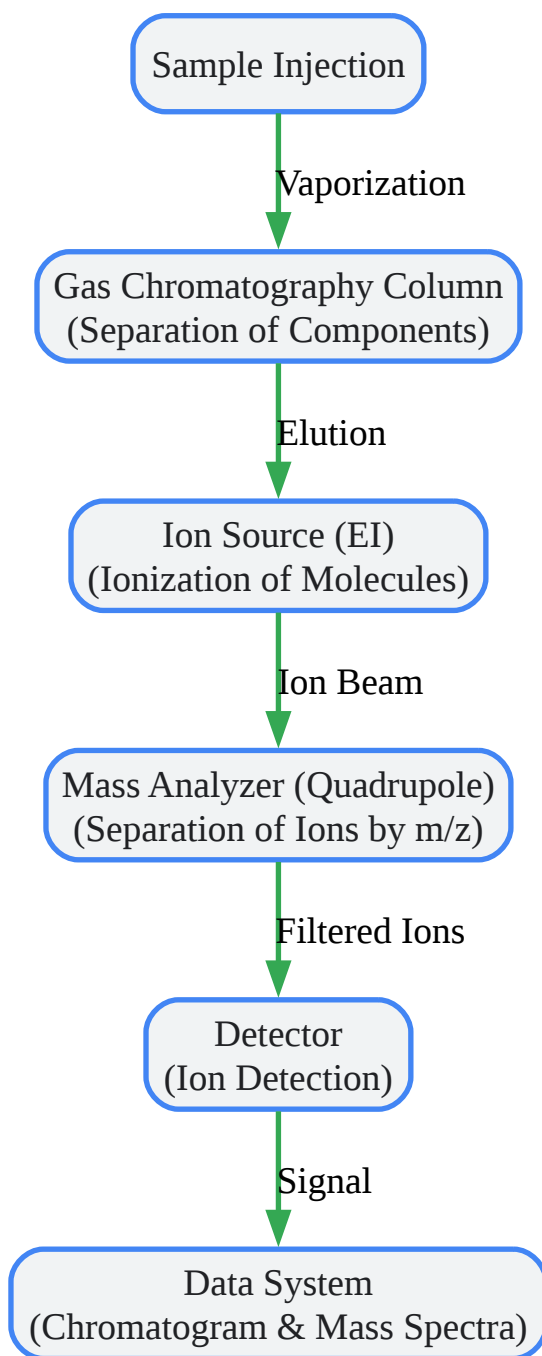 Sample Injection
Vaporization
Gas Chromatography Column
(Separation of Components)
Elution
Ion Source (EI)
(Ionization of Molecules)
Ion Beam
Mass Analyzer (Quadrupole)
(Separation of Ions by m/z)
Filtered Ions
Detector
(Ion Detection)
Signal
Data System
(Chromatogram & Mass Spectra)